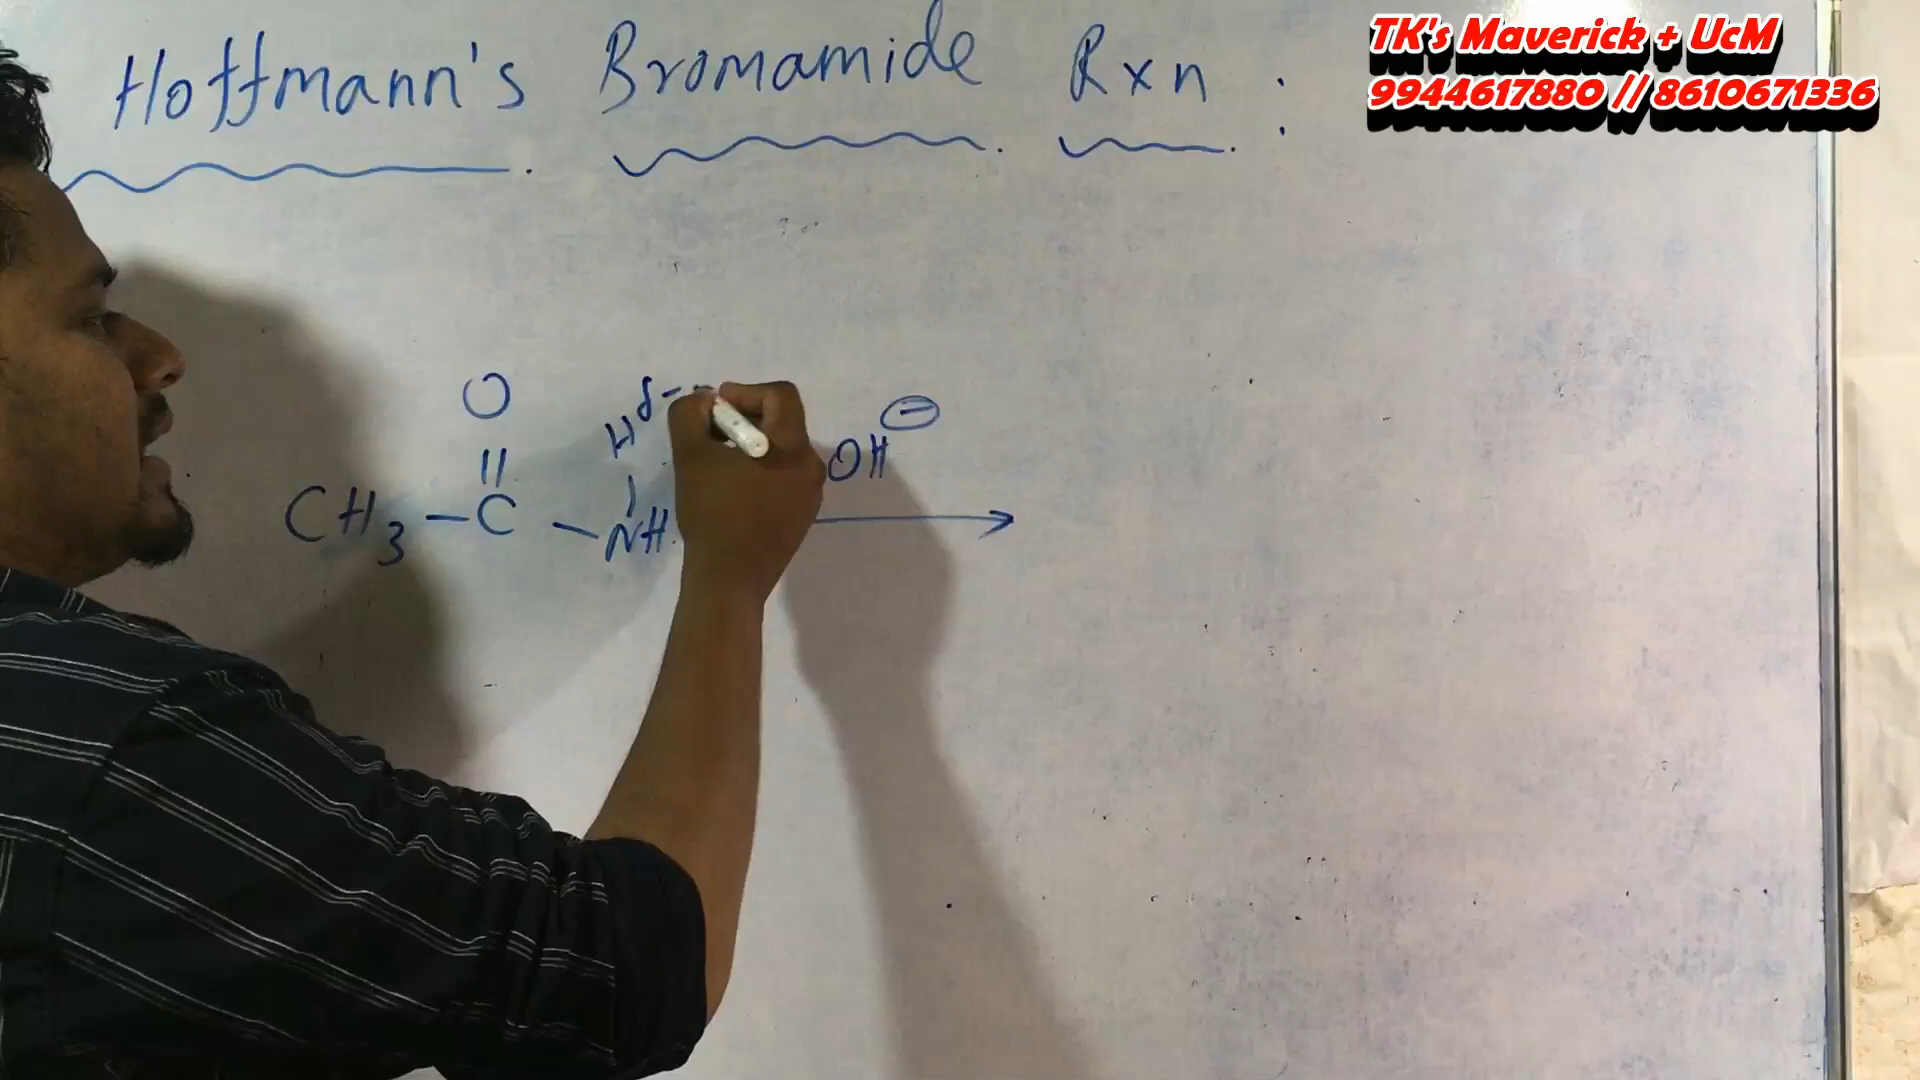 Hoffmann's Bromamide Rxn :
TK's Maverick + UcM
9944617880 // 8610671336
O
H δ-
OH ⊖
||
CH3 - C - NH →